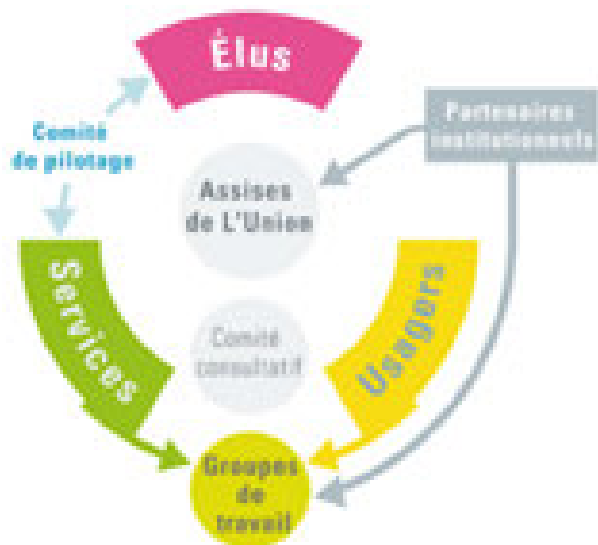 Élus
Partenaires
institutionnels
Comité
de pilotage
Assises
de L'Union
Services
Usagers
Comité
consultatif
Groupes
de
travail